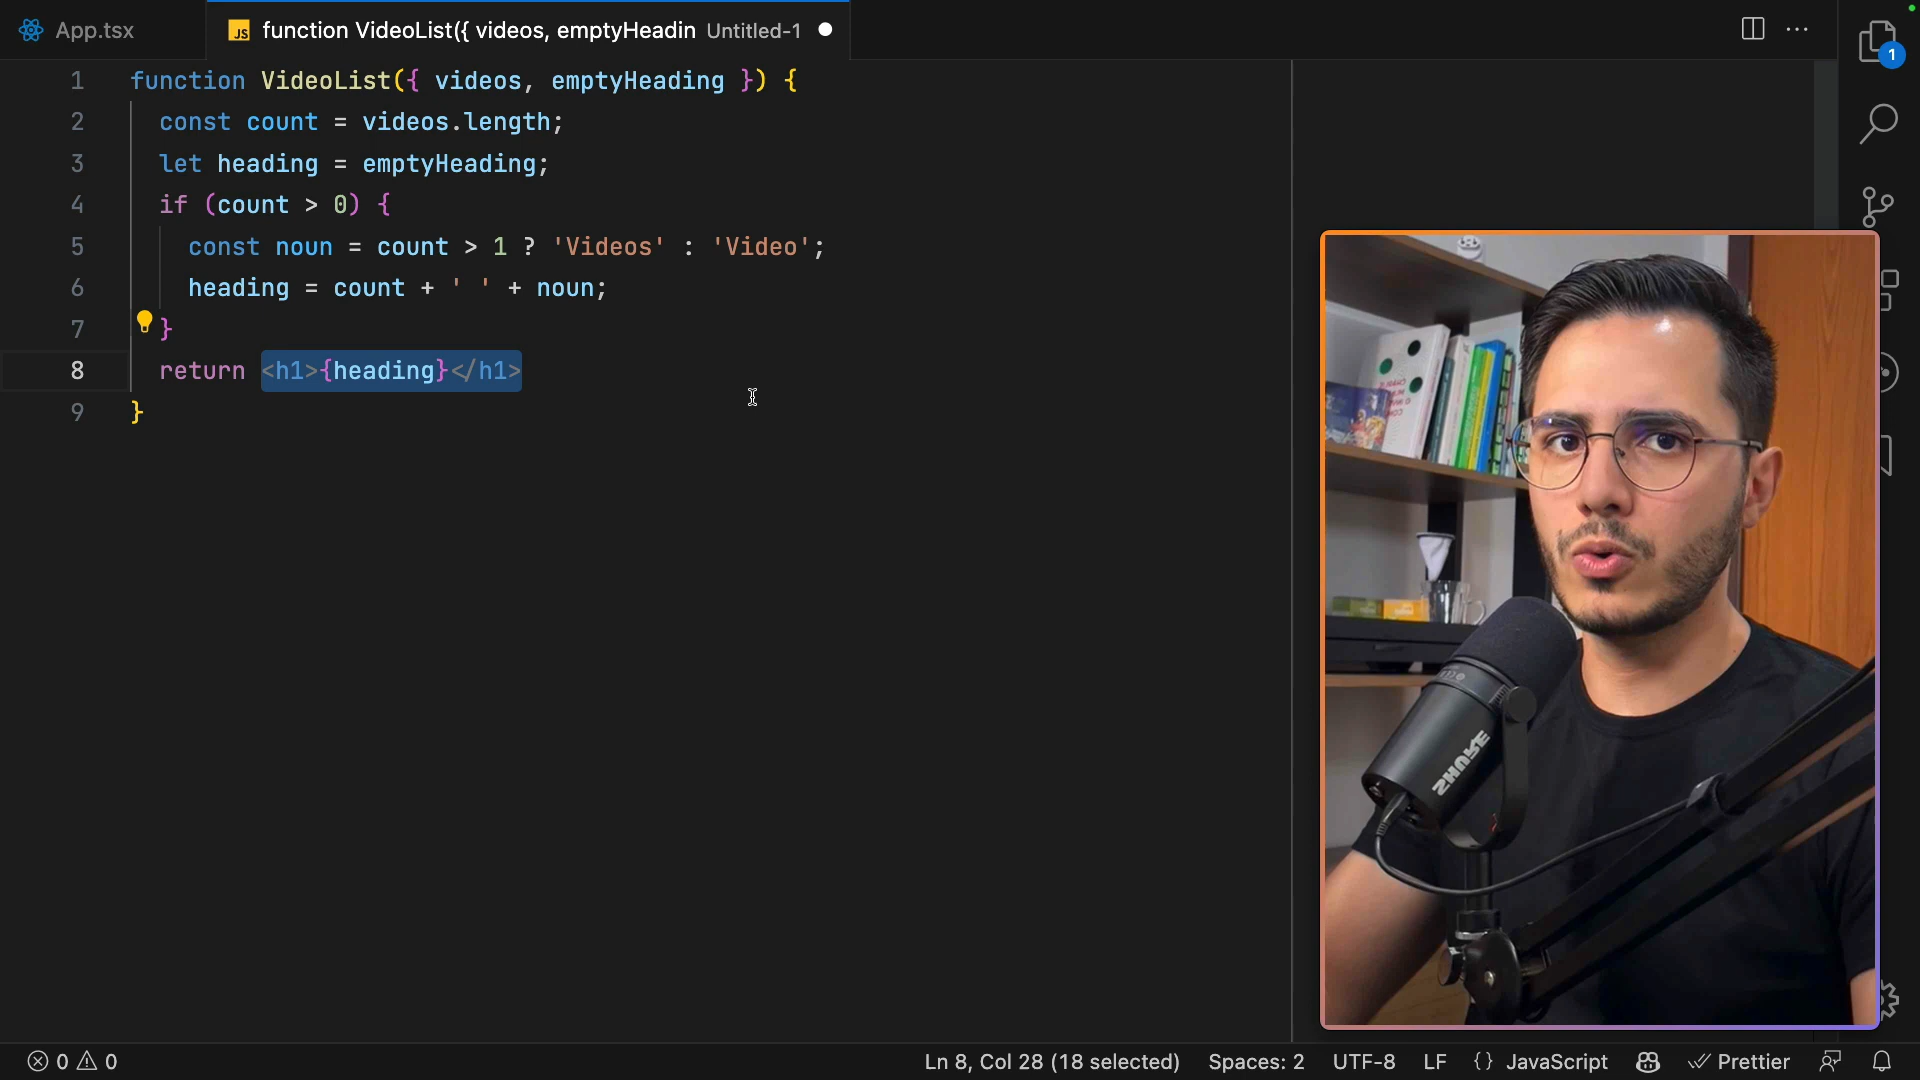 App.tsx
JS function VideoList({ videos, emptyHeadin Untitled-1
1
1 function VideoList({ videos, emptyHeading }) {
2 const count = videos.length;
3 let heading = emptyHeading;
4 if (count > 0) {
5 const noun = count > 1 ? 'Videos' : 'Video';
6 heading = count + ' ' + noun;
7 }
8 return <h1>{heading}</h1>
9 }
SHURE
0 0 Ln 8, Col 28 (18 selected) Spaces: 2 UTF-8 LF {} JavaScript Prettier